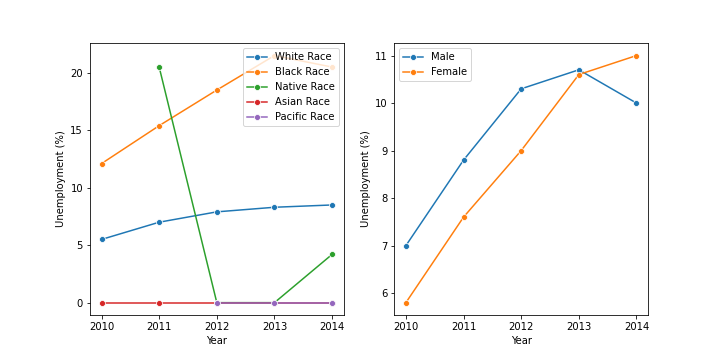 White Race
Black Race
Native Race
Asian Race
Pacific Race
Unemployment (%)
20
15
10
5
0
2010 2011 2012 2013 2014
Year
Male
Female
Unemployment (%)
11
10
9
8
7
6
2010 2011 2012 2013 2014
Year